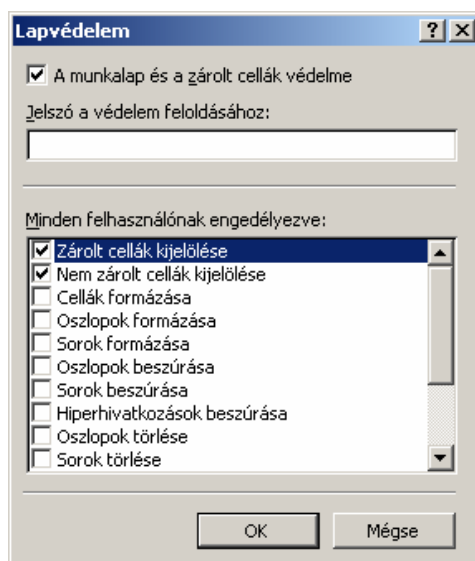 Lapvédelem
A munkalap és a zárolt cellák védelme
Jelszó a védelem feloldásához:
Minden felhasználónak engedélyezve:
Zárolt cellák kijelölése
Nem zárolt cellák kijelölése
Cellák formázása
Oszlopok formázása
Sorok formázása
Oszlopok beszúrása
Sorok beszúrása
Hiperhivatkozások beszúrása
Oszlopok törlése
Sorok törlése
OK Mégse